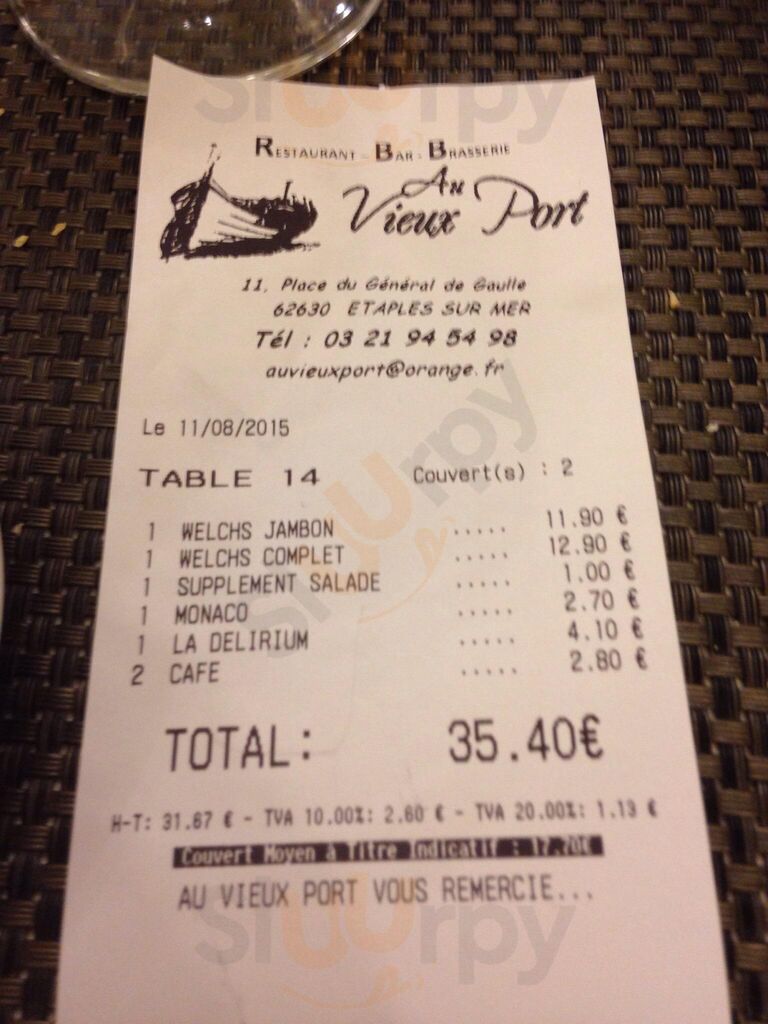 Sluurpy
RESTAURANT - BAR - BRASSERIE
Au
Vieux Port
11, Place du Général de Gaulle
62630 ETAPLES SUR MER
Tél : 03 21 94 54 98
auvieuxport@orange.fr
Le 11/08/2015
TABLE 14 Couvert(s) : 2
1 WELCHS JAMBON ..... 11.90 €
1 WELCHS COMPLET ..... 12.90 €
1 SUPPLEMENT SALADE ..... 1.00 €
1 MONACO ..... 2.70 €
1 LA DELIRIUM ..... 4.10 €
2 CAFE ..... 2.80 €
Sluurpy
TOTAL: 35.40€
H-T: 31.67 € - TVA 10.00%: 2.60 € - TVA 20.00%: 1.13 €
Couvert Moyen à Titre Indicatif : 17.70€
AU VIEUX PORT VOUS REMERCIE...
Sluurpy